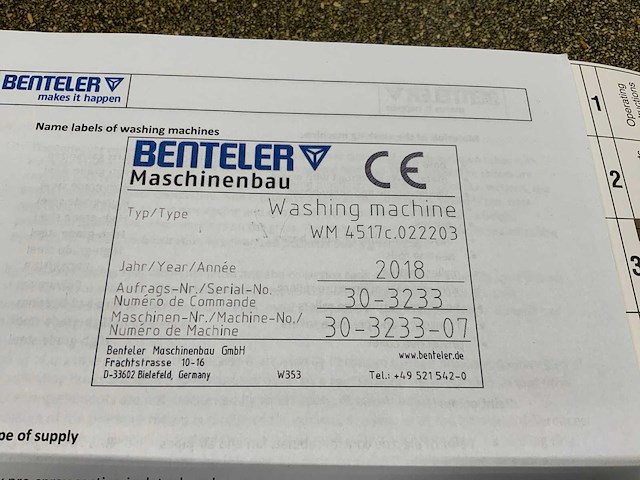 BENTELER
makes it happen
Name labels of washing machines
BENTELER
Maschinenbau
CE
Typ/Type
Washing machine
WM 4517c.022203
Jahr/Year/Année
2018
Aufrags-Nr./Serial-No.
Numéro de Commande
30-3233
Maschinen-Nr./Machine-No./
Numéro de Machine
30-3233-07
Benteler Maschinenbau GmbH
Frachtstrasse 10-16
D-33602 Bielefeld, Germany
W353
www.benteler.de
Tel.: +49 521 542-0
pe of supply
1
Operating
2
3